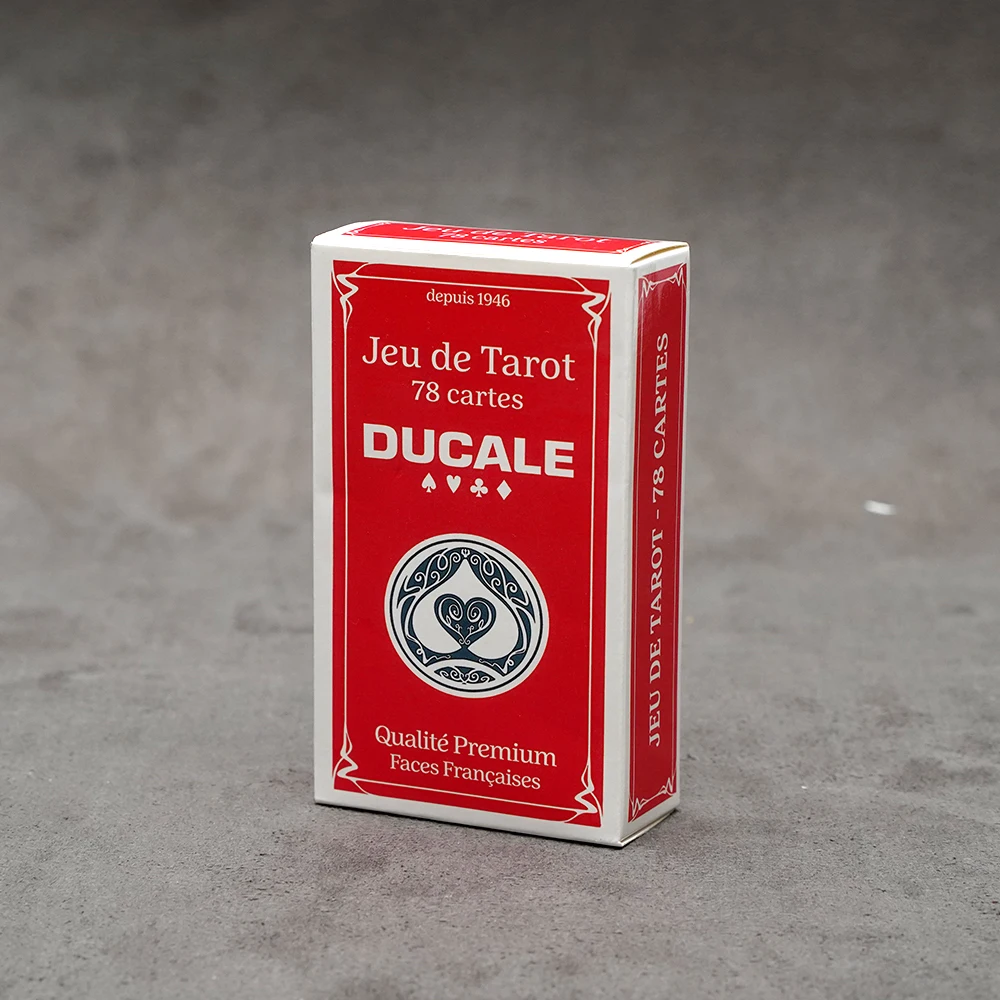 Jeu de Tarot
78 cartes
depuis 1946
Jeu de Tarot
78 cartes
DUCALE
Qualité Premium
Faces Françaises
JEU DE TAROT - 78 CARTES